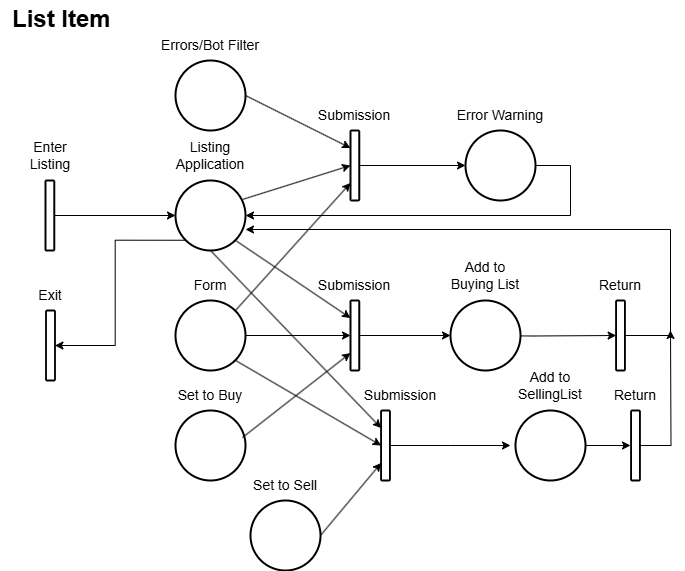 List Item
Errors/Bot Filter
Submission
Error Warning
Enter
Listing
Listing
Application
Exit
Form
Submission
Add to
Buying List
Return
Set to Buy
Submission
Add to
SellingList
Return
Set to Sell